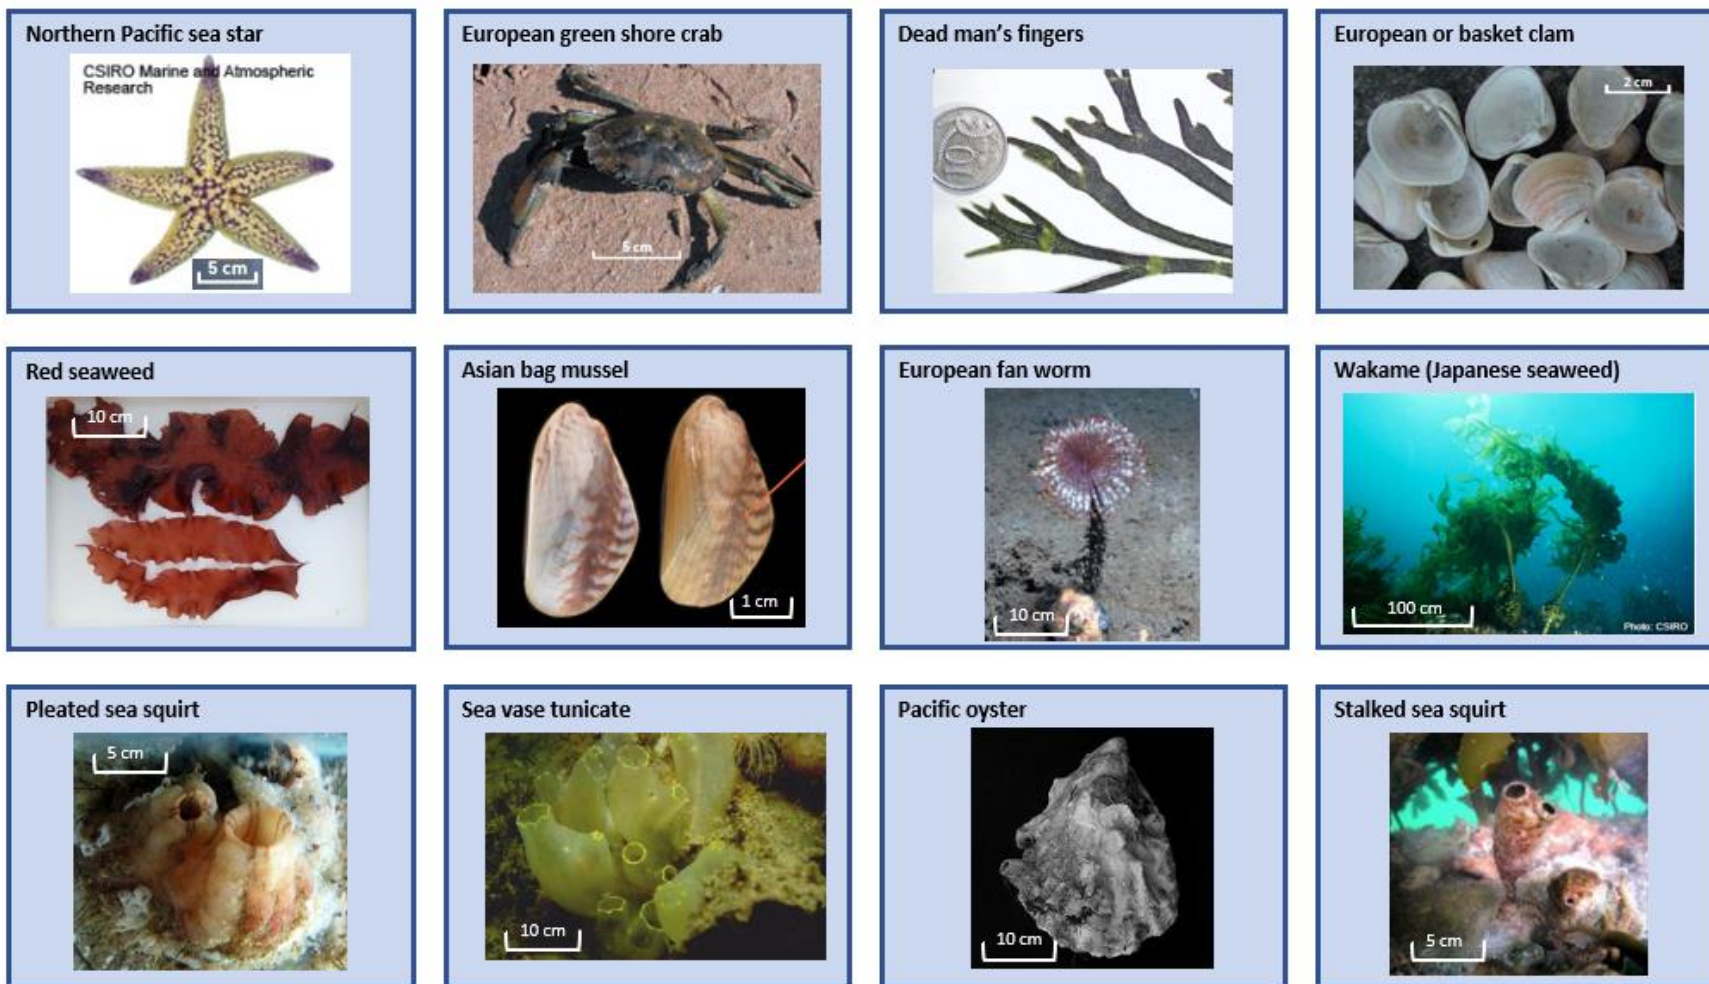 Northern Pacific sea star
CSIRO Marine and Atmospheric
Research
5 cm
European green shore crab
5 cm
Dead man's fingers
10
European or basket clam
2 cm
Red seaweed
10 cm
Asian bag mussel
1 cm
European fan worm
10 cm
Wakame (Japanese seaweed)
100 cm
Photo: CSIRO
Pleated sea squirt
5 cm
Sea vase tunicate
10 cm
Pacific oyster
10 cm
Stalked sea squirt
5 cm